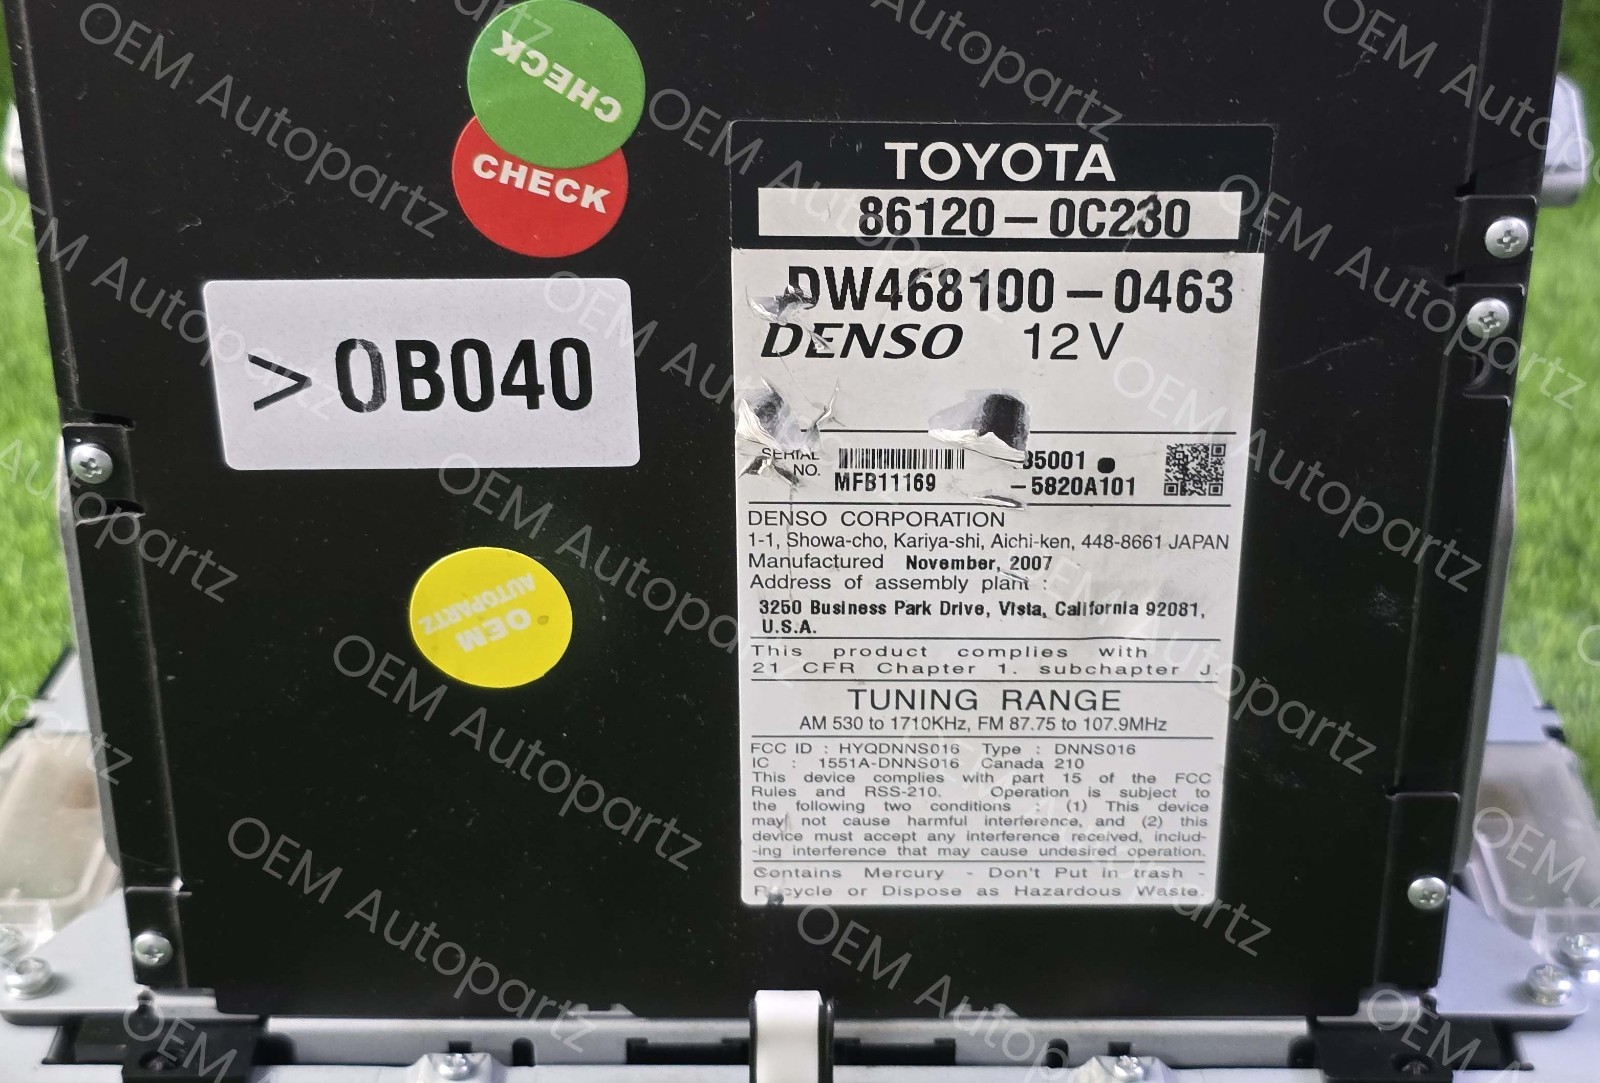 CHECK
CHECK
>0B040
OEM
AUTOPARTZ
TOYOTA
86120-0C230
DW468100-0463
DENSO 12V
SERIAL NO.
MFB11169
35001 ●
-5820A101
DENSO CORPORATION
1-1, Showa-cho, Kariya-shi, Aichi-ken, 448-8661 JAPAN
Manufactured November, 2007
Address of assembly plant :
3250 Business Park Drive, Vista, California 92081,
U.S.A.
This product complies with
21 CFR Chapter 1. subchapter J.
TUNING RANGE
AM 530 to 1710KHz, FM 87.75 to 107.9MHz
FCC ID : HYQDNNS016 Type : DNNS016
IC : 1551A-DNNS016 Canada 210
This device complies with part 15 of the FCC
Rules and RSS-210. Operation is subject to
the following two conditions : (1) This device
may not cause harmful interference, and (2) this
device must accept any interference received, includ-
-ing interference that may cause undesired operation.
Contains Mercury - Don't Put in trash -
Recycle or Dispose as Hazardous Waste.
OEM Autopartz